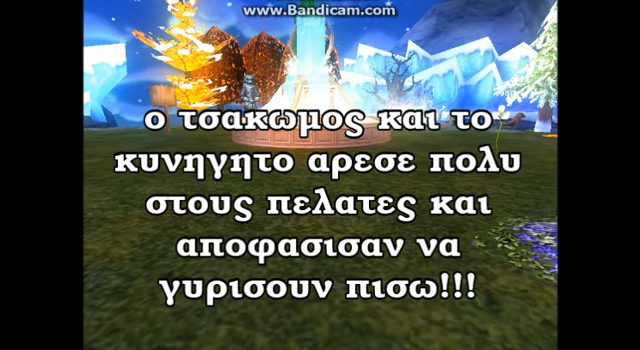 www.Bandicam.com
ο τσακωμος και το
κυνηγητο αρεσε πολυ
στους πελατες και
αποφασισαν να
γυρισουν πισω!!!